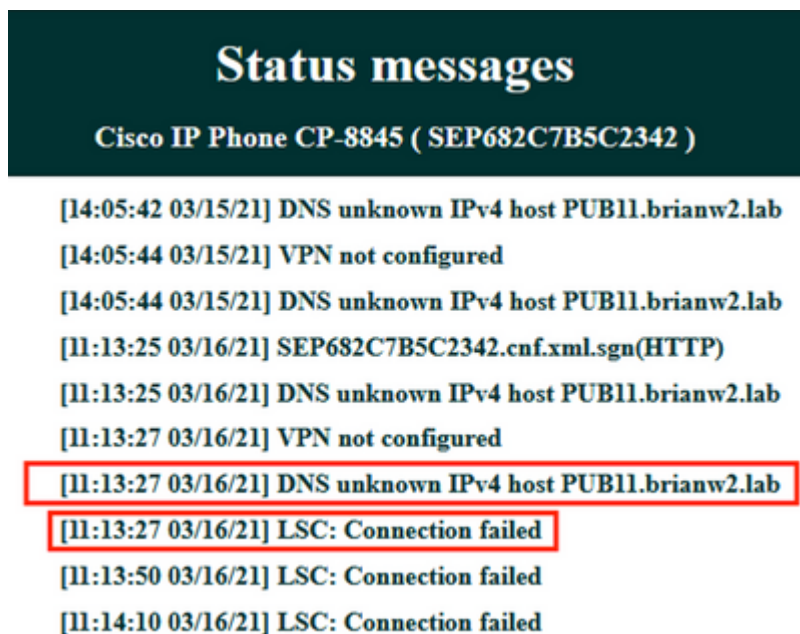 Status messages
Cisco IP Phone CP-8845 ( SEP682C7B5C2342 )
[14:05:42 03/15/21] DNS unknown IPv4 host PUB11.brianw2.lab
[14:05:44 03/15/21] VPN not configured
[14:05:44 03/15/21] DNS unknown IPv4 host PUB11.brianw2.lab
[11:13:25 03/16/21] SEP682C7B5C2342.cnf.xml.sgn(HTTP)
[11:13:25 03/16/21] DNS unknown IPv4 host PUB11.brianw2.lab
[11:13:27 03/16/21] VPN not configured
[11:13:27 03/16/21] DNS unknown IPv4 host PUB11.brianw2.lab
[11:13:27 03/16/21] LSC: Connection failed
[11:13:50 03/16/21] LSC: Connection failed
[11:14:10 03/16/21] LSC: Connection failed